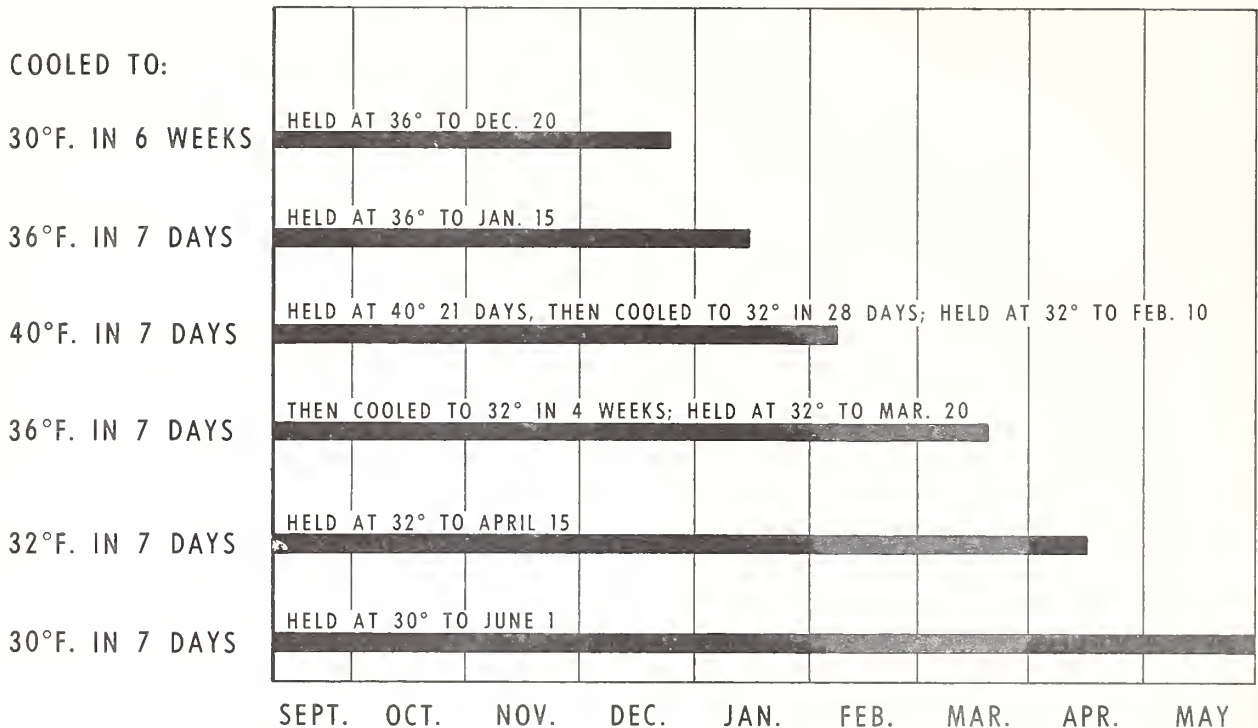 COOLED TO:
30°F. IN 6 WEEKS
HELD AT 36° TO DEC. 20
36°F. IN 7 DAYS
HELD AT 36° TO JAN. 15
40°F. IN 7 DAYS
HELD AT 40° 21 DAYS, THEN COOLED TO 32° IN 28 DAYS; HELD AT 32° TO FEB. 10
36°F. IN 7 DAYS
THEN COOLED TO 32° IN 4 WEEKS; HELD AT 32° TO MAR. 20
32°F. IN 7 DAYS
HELD AT 32° TO APRIL 15
30°F. IN 7 DAYS
HELD AT 30° TO JUNE 1
SEPT. OCT. NOV. DEC. JAN. FEB. MAR. APR. MAY